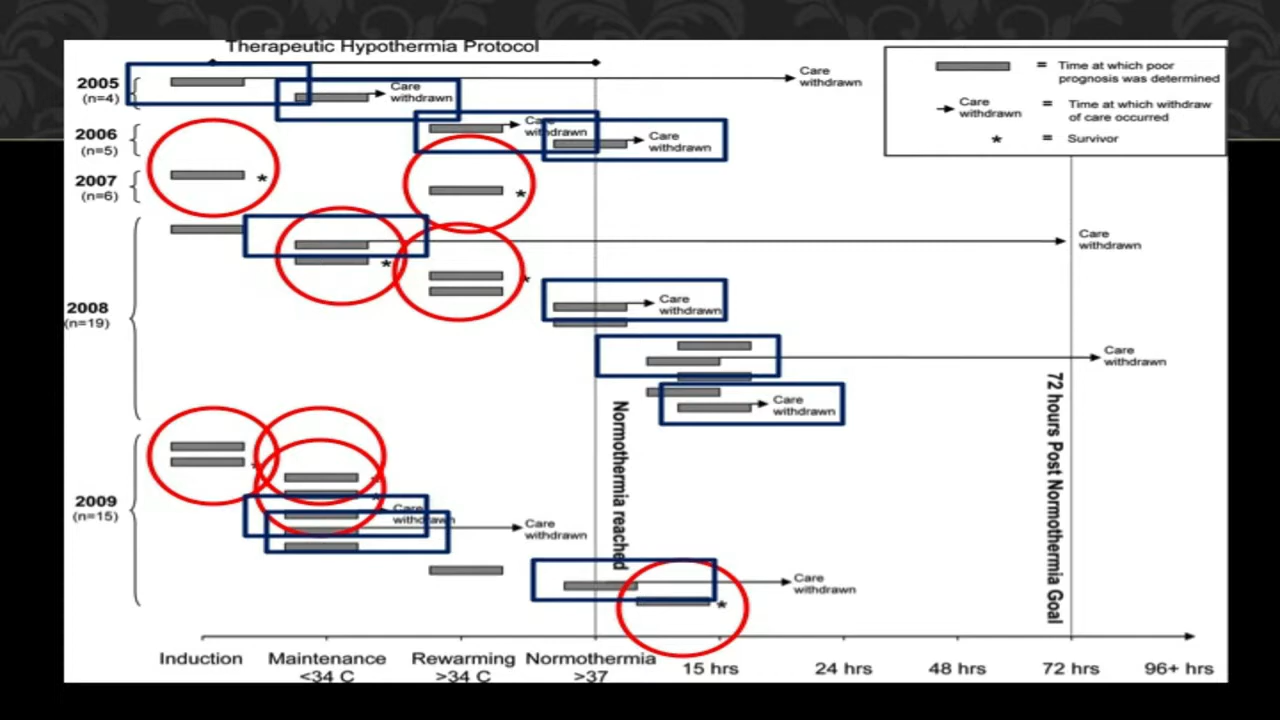 Therapeutic Hypothermia Protocol
= Time at which poor
prognosis was determined
Care
withdrawn
= Time at which withdraw
of care occurred
* = Survivor
2005
(n=4)
Care
withdrawn
Care
withdrawn
2006
(n=5)
Care
withdrawn
Care
withdrawn
2007
(n=6)
*
*
2008
(n=19)
Care
withdrawn
*
*
Care
withdrawn
Care
withdrawn
Care
withdrawn
2009
(n=15)
Care
withdrawn
Care
withdrawn
Care
withdrawn
*
Normothermia reached
72 hours Post Normothermia Goal
Induction
Maintenance
<34 C
Rewarming
>34 C
Normothermia
>37
15 hrs
24 hrs
48 hrs
72 hrs
96+ hrs